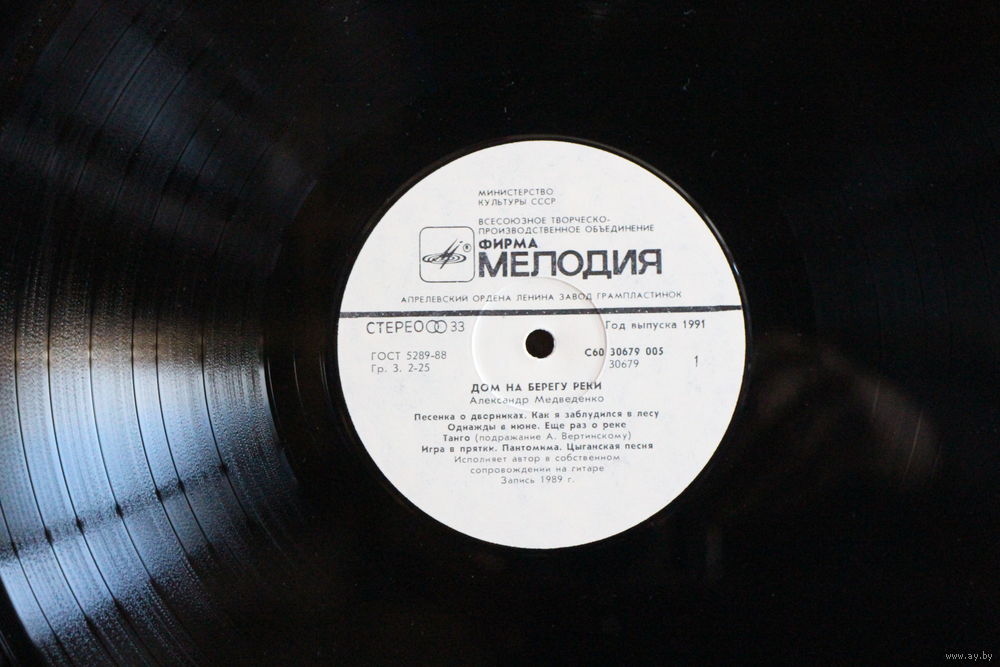 МИНИСТЕРСТВО
КУЛЬТУРЫ СССР
ВСЕСОЮЗНОЕ ТВОРЧЕСКО-
ПРОИЗВОДСТВЕННОЕ ОБЪЕДИНЕНИЕ
®
ФИРМА
МЕЛОДИЯ
АПРЕЛЕВСКИЙ ОРДЕНА ЛЕНИНА ЗАВОД ГРАМПЛАСТИНОК
СТЕРЕО 33
Год выпуска 1991
ГОСТ 5289-88
Гр. 3. 2-25
С60 30679 005
30679
1
ДОМ НА БЕРЕГУ РЕКИ
Александр Медведенко
Песенка о дворниках. Как я заблудился в лесу
Однажды в июне. Еще раз о реке
Танго (подражание А. Вертинскому)
Игра в прятки. Пантомима. Цыганская песня
Исполняет автор в собственном
сопровождении на гитаре
Запись 1989 г.
www.ay.by